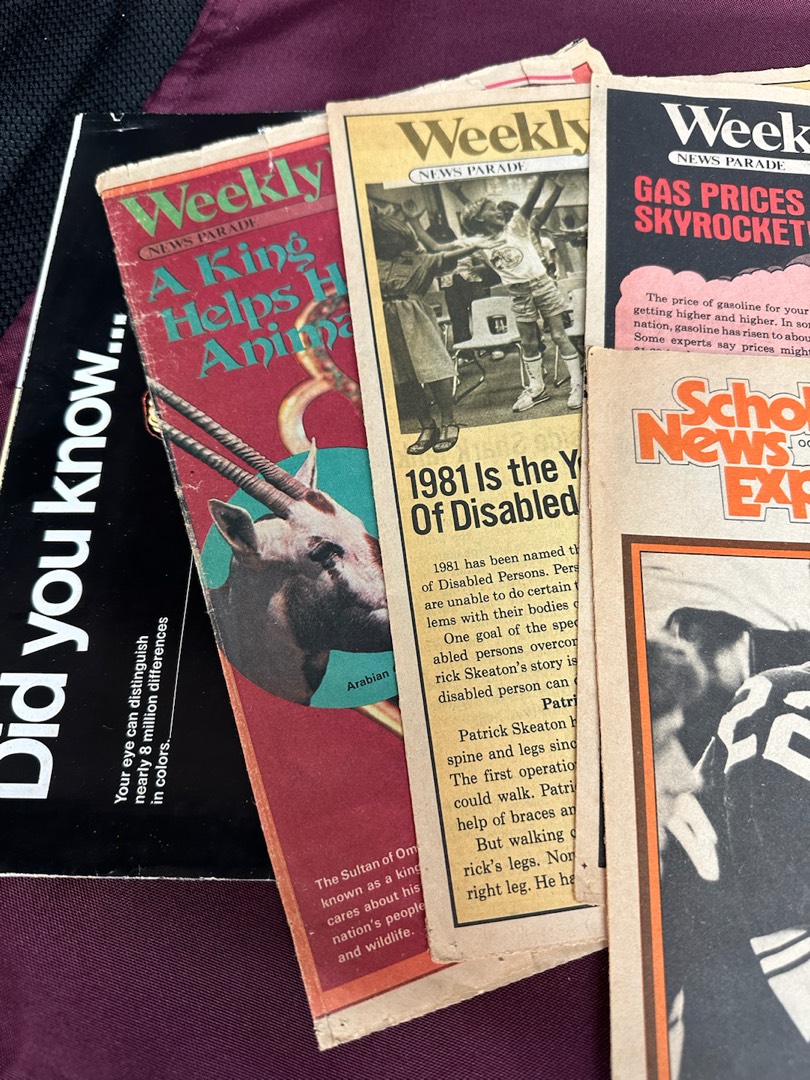 Did you know...
Your eye can distinguish
nearly 8 million differences
in colors.
Weekly
NEWS PARADE
A King
Helps H
Anima
Arabian
The Sultan of Om
known as a king
cares about his
nation's people
and wildlife.
Weekly
NEWS PARADE
1981 Is the Y
Of Disabled
1981 has been named th
of Disabled Persons. Pers
are unable to do certain t
lems with their bodies o
One goal of the spec
abled persons overcom
rick Skeaton's story is
disabled person can
Patri
Patrick Skeaton h
spine and legs sinc
The first operatio
could walk. Patri
help of braces an
But walking
rick's legs. Nor
right leg. He ha
Week
NEWS PARADE
GAS PRICES
SKYROCKET
The price of gasoline for your
getting higher and higher. In so
nation, gasoline has risen to abou
Some experts say prices migh
Schol
News
Exp
22